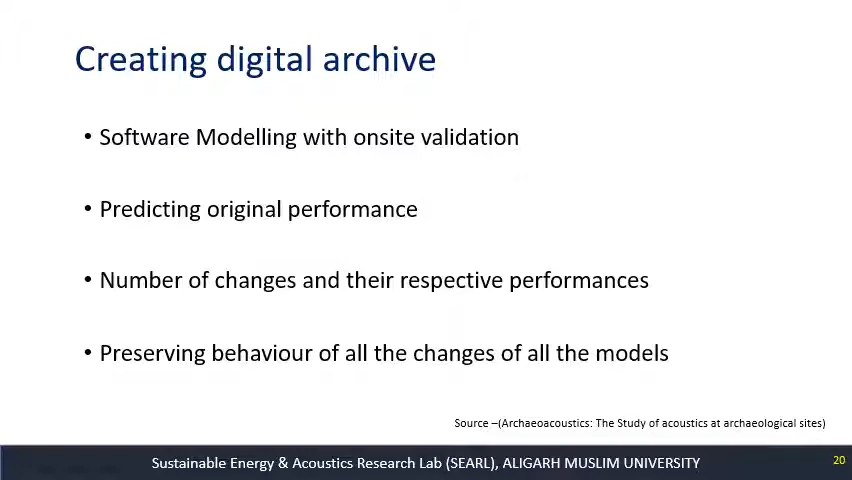 Creating digital archive
• Software Modelling with onsite validation
• Predicting original performance
• Number of changes and their respective performances
• Preserving behaviour of all the changes of all the models
Source –(Archaeoacoustics: The Study of acoustics at archaeological sites)
Sustainable Energy & Acoustics Research Lab (SEARL), ALIGARH MUSLIM UNIVERSITY
20